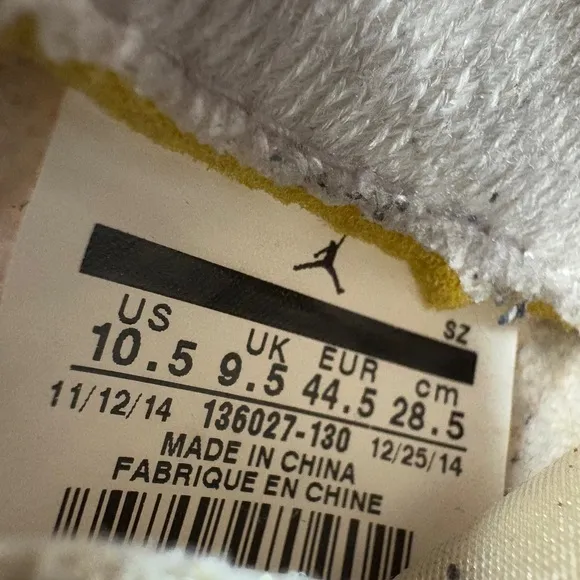 SZ
US UK EUR cm
10.5 9.5 44.5 28.5
11/12/14 136027-130 12/25/14
MADE IN CHINA
FABRIQUE EN CHINE